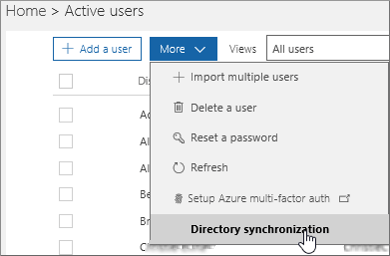 Home > Active users
+ Add a user More Views All users
Dis
Import multiple users
Ac
Delete a user
Al
Reset a password
Al
Refresh
Be
Setup Azure multi-factor auth
Br
Directory synchronization